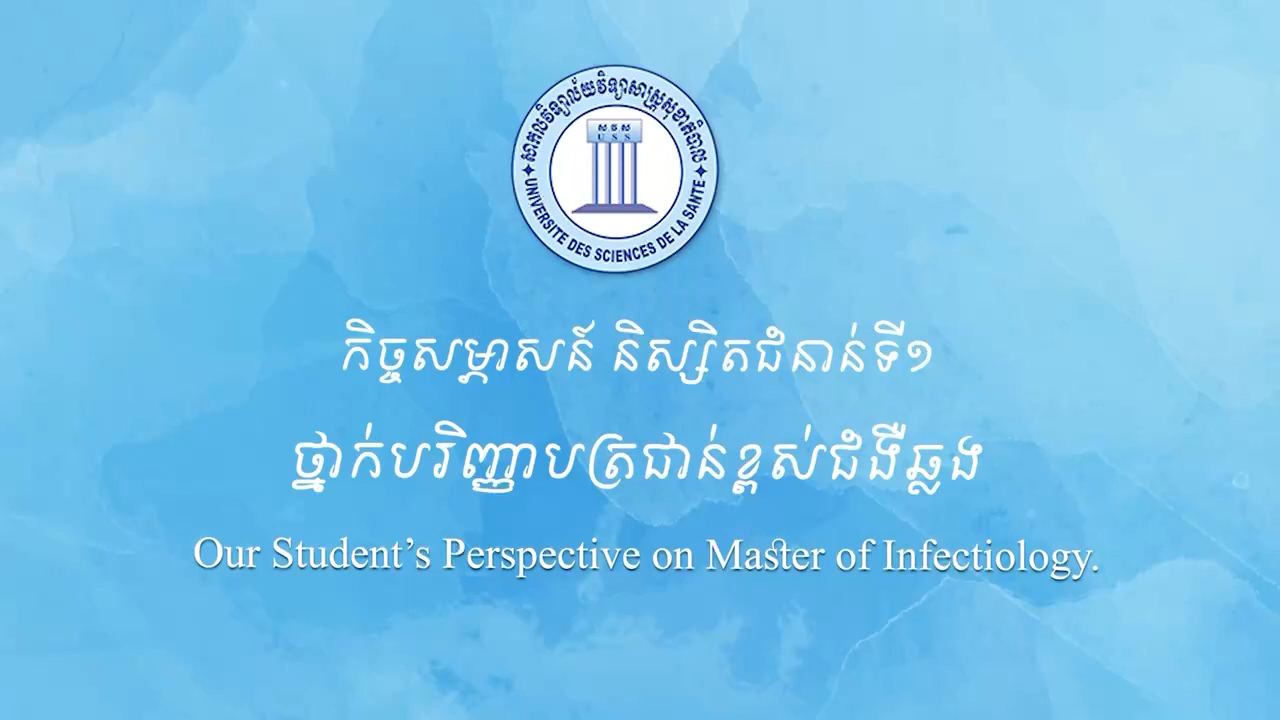 សាកលវិទ្យាល័យវិទ្យាសាស្ត្រសុខាភិបាល
ស វ ស
U S S
UNIVERSITE DES SCIENCES DE LA SANTE
កិច្ចសម្ភាសន៍ និស្សិតជំនាន់ទី១
ថ្នាក់បរិញ្ញាបត្រជាន់ខ្ពស់ជំងឺឆ្លង
Our Student’s Perspective on Master of Infectiology.